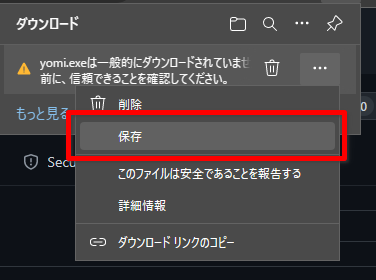 ダウンロード
yomi.exeは一般的にダウンロードされていませ
前に、信頼できることを確認してください。
もっと見る
削除
保存
Secu
このファイルは安全であることを報告する
詳細情報
ダウンロード リンクのコピー